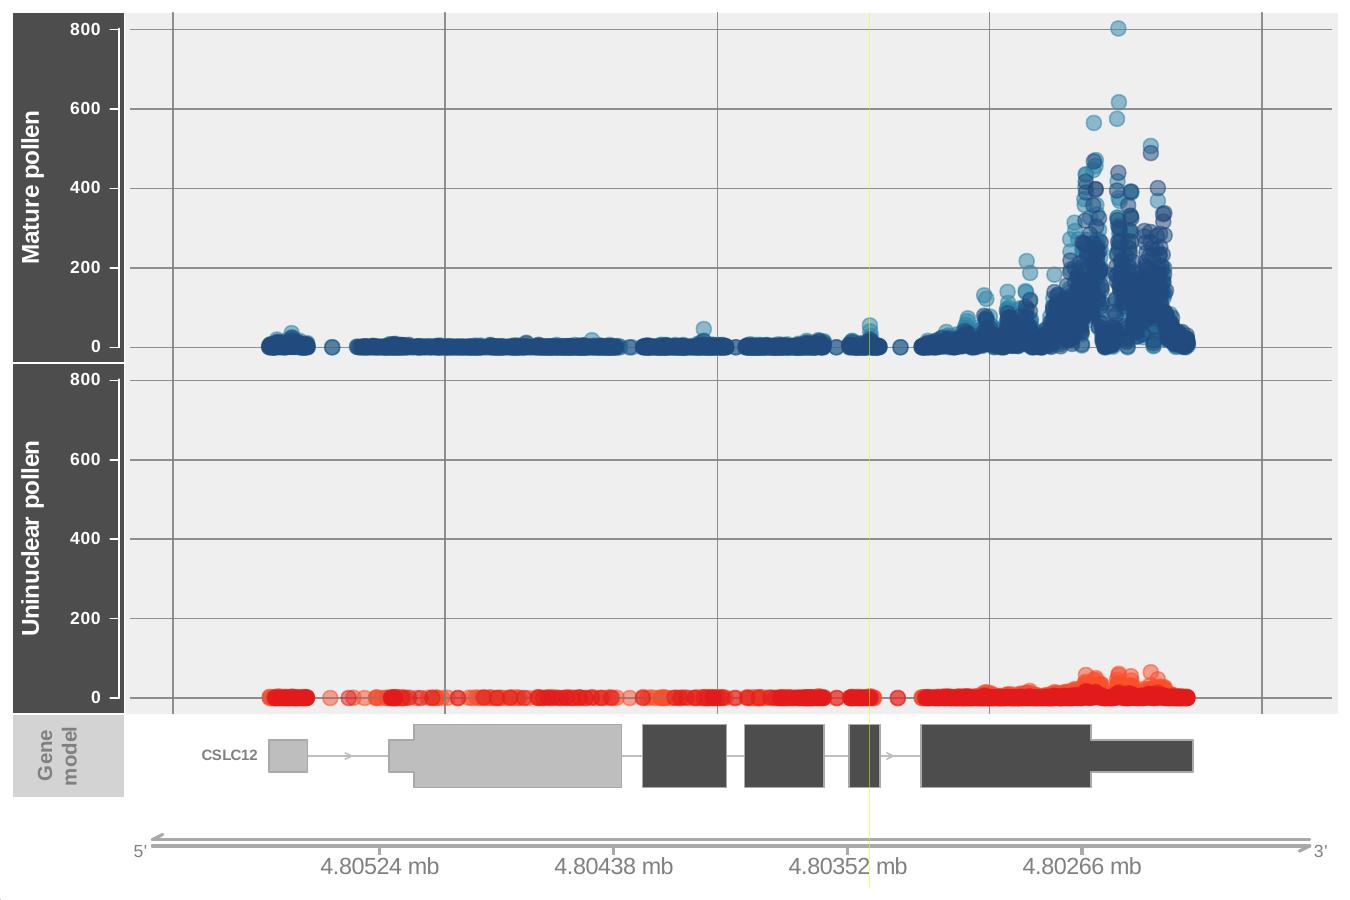 Mature pollen
800
600
400
200
0
Uninuclear pollen
800
600
400
200
0
Gene
model
CSLC12
5'
3'
4.80524 mb
4.80438 mb
4.80352 mb
4.80266 mb